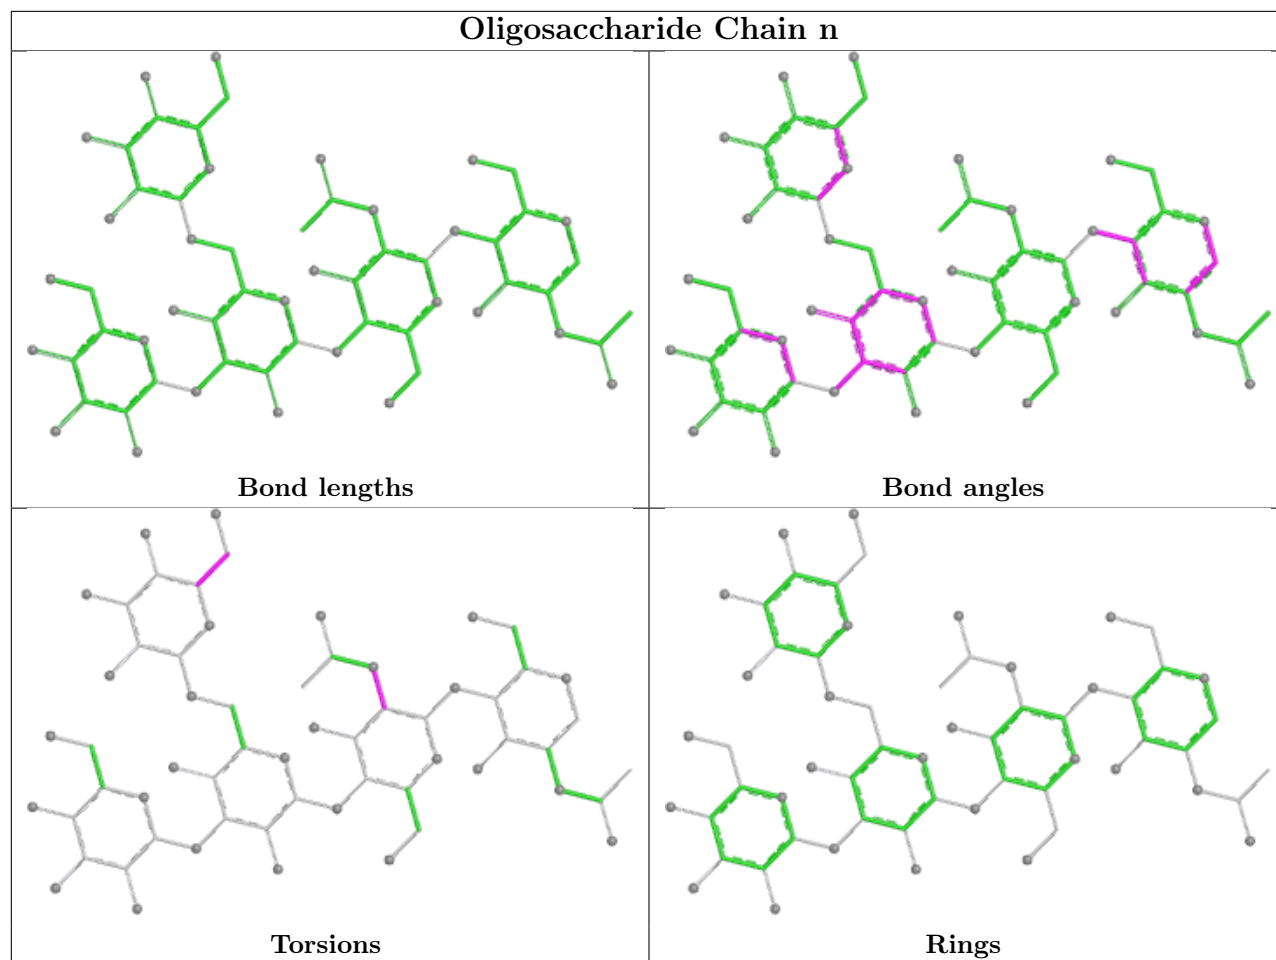 Oligosaccharide Chain n
Bond lengths
Bond angles
Torsions
Rings